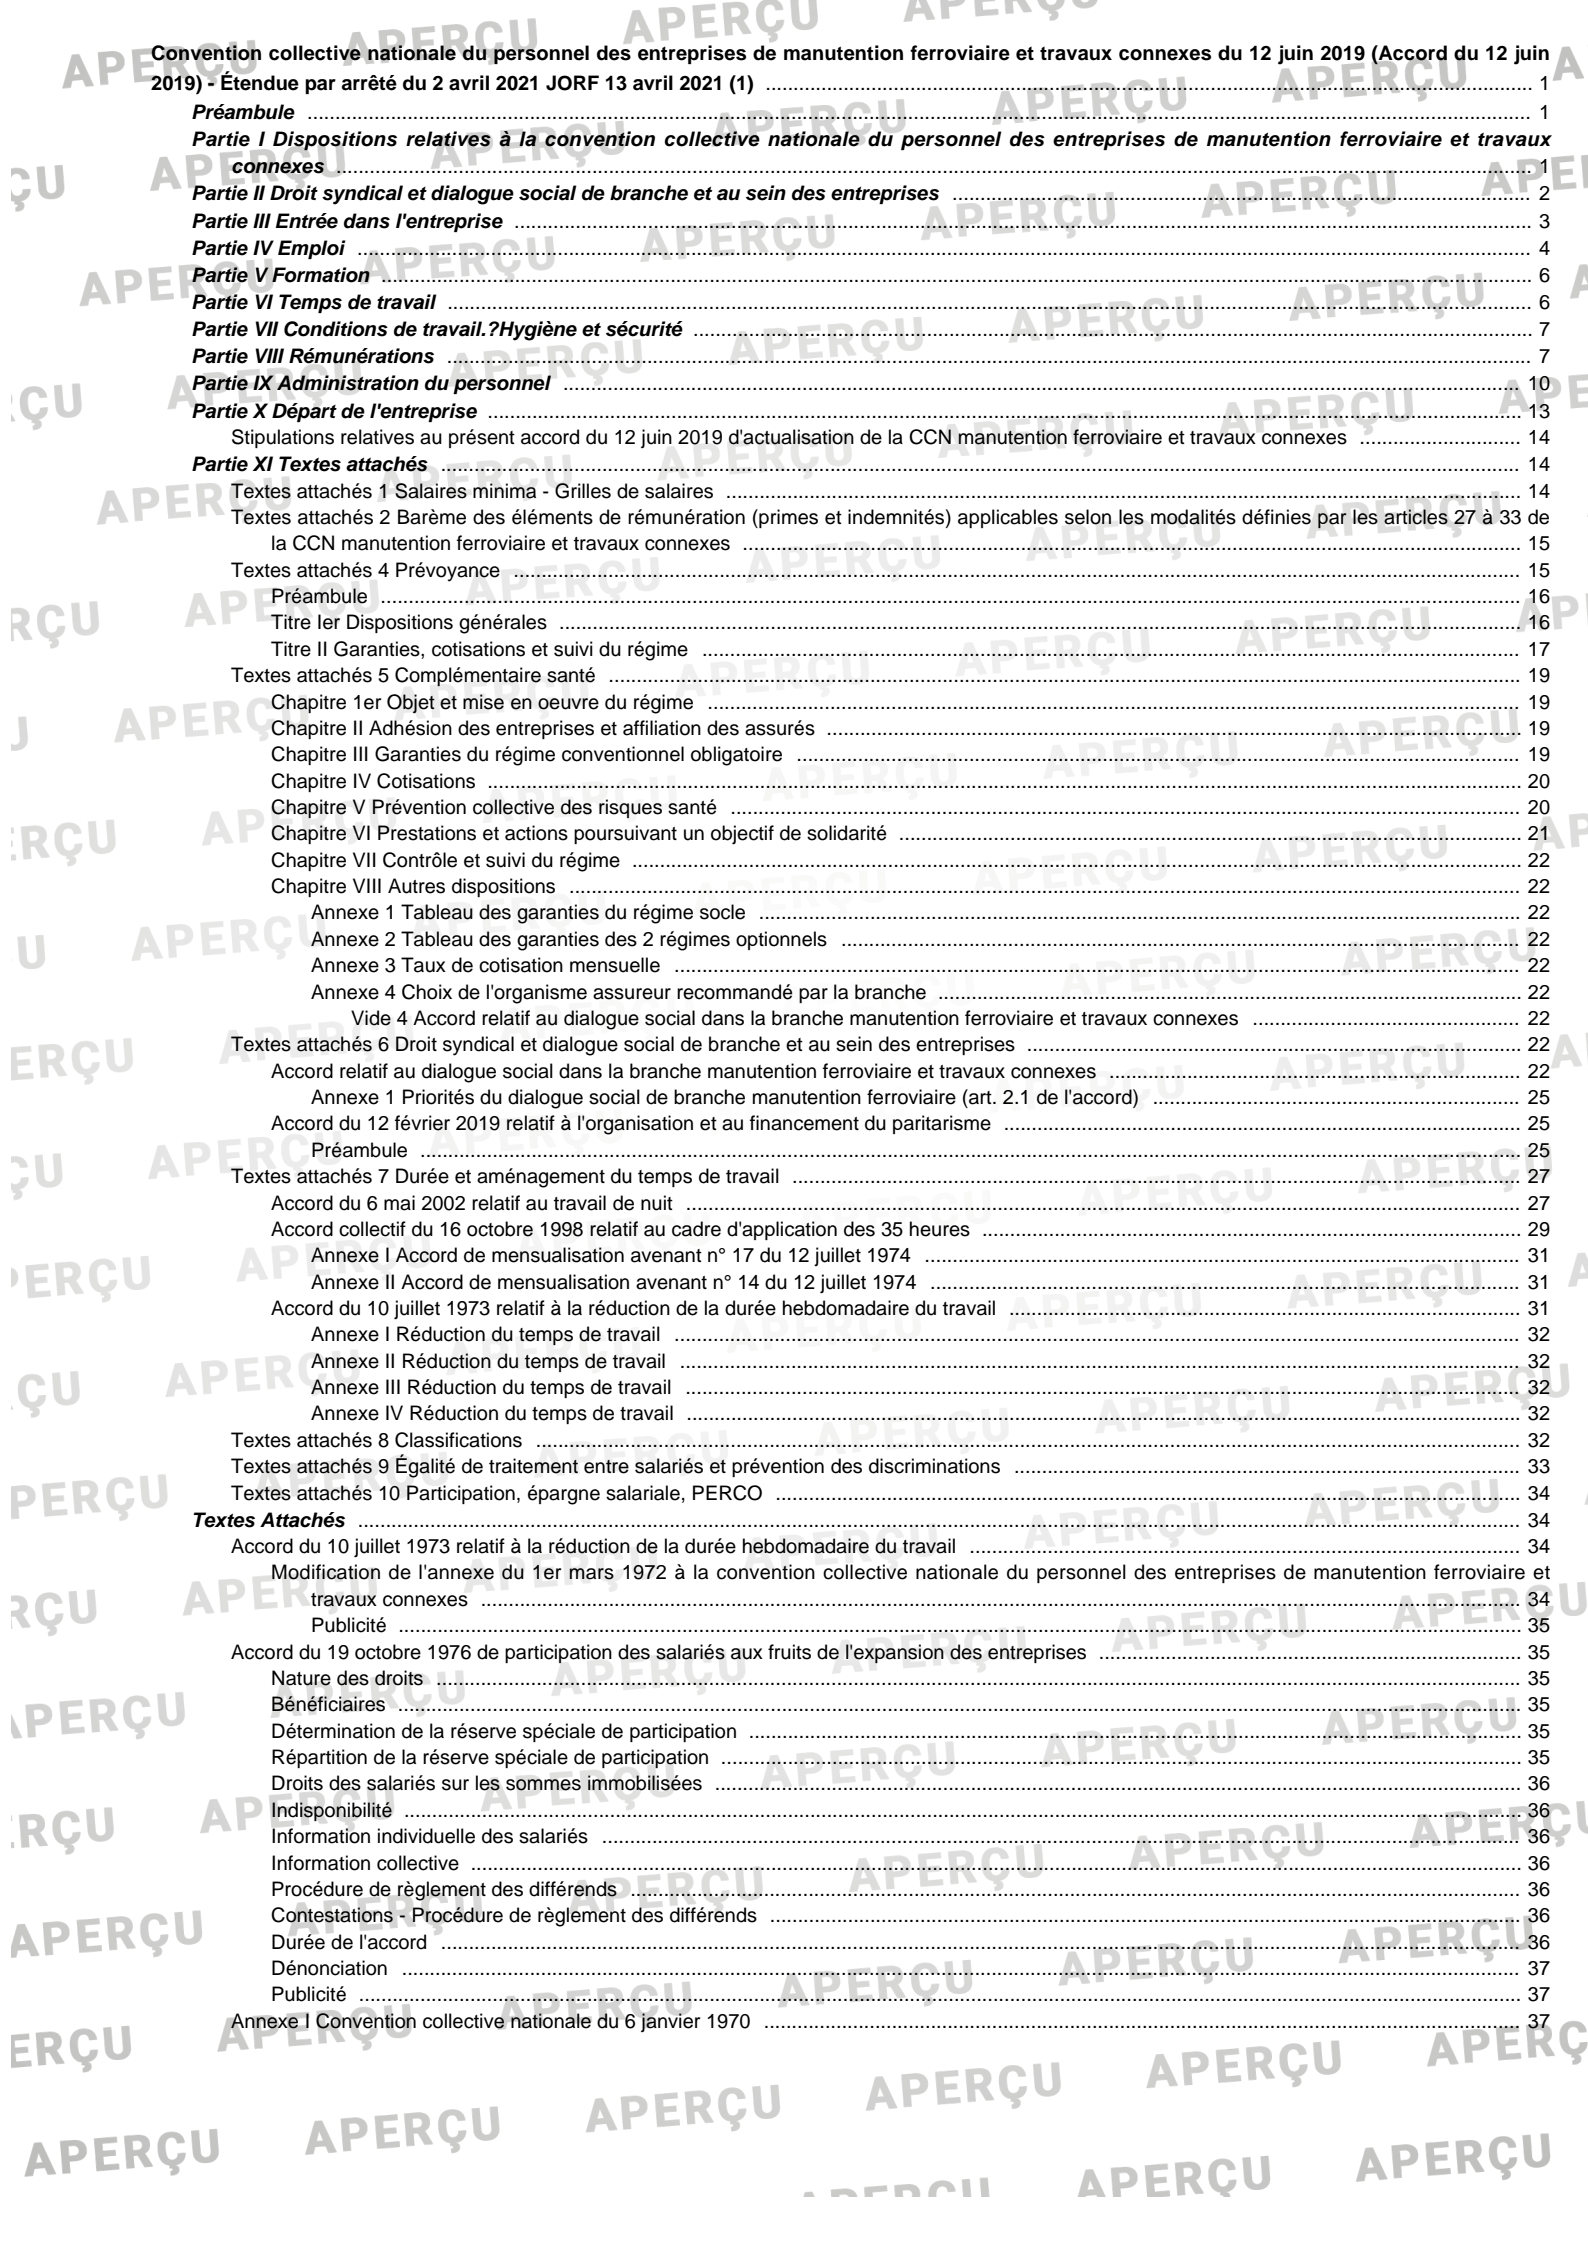 Convention collective nationale du personnel des entreprises de manutention ferroviaire et travaux connexes du 12 juin 2019 (Accord du 12 juin
2019) - Étendue par arrêté du 2 avril 2021 JORF 13 avril 2021 (1) ... 1
Préambule ... 1
Partie I Dispositions relatives à la convention collective nationale du personnel des entreprises de manutention ferroviaire et travaux
connexes ... 1
Partie II Droit syndical et dialogue social de branche et au sein des entreprises ... 2
Partie III Entrée dans l'entreprise ... 3
Partie IV Emploi ... 4
Partie V Formation ... 6
Partie VI Temps de travail ... 6
Partie VII Conditions de travail.?Hygiène et sécurité ... 7
Partie VIII Rémunérations ... 7
Partie IX Administration du personnel ... 10
Partie X Départ de l'entreprise ... 13
Stipulations relatives au présent accord du 12 juin 2019 d'actualisation de la CCN manutention ferroviaire et travaux connexes ... 14
Partie XI Textes attachés ... 14
Textes attachés 1 Salaires minima - Grilles de salaires ... 14
Textes attachés 2 Barème des éléments de rémunération (primes et indemnités) applicables selon les modalités définies par les articles 27 à 33 de
la CCN manutention ferroviaire et travaux connexes ... 15
Textes attachés 4 Prévoyance ... 15
Préambule ... 16
Titre Ier Dispositions générales ... 16
Titre II Garanties, cotisations et suivi du régime ... 17
Textes attachés 5 Complémentaire santé ... 19
Chapitre 1er Objet et mise en oeuvre du régime ... 19
Chapitre II Adhésion des entreprises et affiliation des assurés ... 19
Chapitre III Garanties du régime conventionnel obligatoire ... 19
Chapitre IV Cotisations ... 20
Chapitre V Prévention collective des risques santé ... 20
Chapitre VI Prestations et actions poursuivant un objectif de solidarité ... 21
Chapitre VII Contrôle et suivi du régime ... 22
Chapitre VIII Autres dispositions ... 22
Annexe 1 Tableau des garanties du régime socle ... 22
Annexe 2 Tableau des garanties des 2 régimes optionnels ... 22
Annexe 3 Taux de cotisation mensuelle ... 22
Annexe 4 Choix de l'organisme assureur recommandé par la branche ... 22
Vide 4 Accord relatif au dialogue social dans la branche manutention ferroviaire et travaux connexes ... 22
Textes attachés 6 Droit syndical et dialogue social de branche et au sein des entreprises ... 22
Accord relatif au dialogue social dans la branche manutention ferroviaire et travaux connexes ... 22
Annexe 1 Priorités du dialogue social de branche manutention ferroviaire (art. 2.1 de l'accord) ... 25
Accord du 12 février 2019 relatif à l'organisation et au financement du paritarisme ... 25
Préambule ... 25
Textes attachés 7 Durée et aménagement du temps de travail ... 27
Accord du 6 mai 2002 relatif au travail de nuit ... 27
Accord collectif du 16 octobre 1998 relatif au cadre d'application des 35 heures ... 29
Annexe I Accord de mensualisation avenant n° 17 du 12 juillet 1974 ... 31
Annexe II Accord de mensualisation avenant n° 14 du 12 juillet 1974 ... 31
Accord du 10 juillet 1973 relatif à la réduction de la durée hebdomadaire du travail ... 31
Annexe I Réduction du temps de travail ... 32
Annexe II Réduction du temps de travail ... 32
Annexe III Réduction du temps de travail ... 32
Annexe IV Réduction du temps de travail ... 32
Textes attachés 8 Classifications ... 32
Textes attachés 9 Égalité de traitement entre salariés et prévention des discriminations ... 33
Textes attachés 10 Participation, épargne salariale, PERCO ... 34
Textes Attachés ... 34
Accord du 10 juillet 1973 relatif à la réduction de la durée hebdomadaire du travail ... 34
Modification de l'annexe du 1er mars 1972 à la convention collective nationale du personnel des entreprises de manutention ferroviaire et
travaux connexes ... 34
Publicité ... 35
Accord du 19 octobre 1976 de participation des salariés aux fruits de l'expansion des entreprises ... 35
Nature des droits ... 35
Bénéficiaires ... 35
Détermination de la réserve spéciale de participation ... 35
Répartition de la réserve spéciale de participation ... 35
Droits des salariés sur les sommes immobilisées ... 36
Indisponibilité ... 36
Information individuelle des salariés ... 36
Information collective ... 36
Procédure de règlement des différends ... 36
Contestations - Procédure de règlement des différends ... 36
Durée de l'accord ... 36
Dénonciation ... 37
Publicité ... 37
Annexe I Convention collective nationale du 6 janvier 1970 ... 37
APERÇU